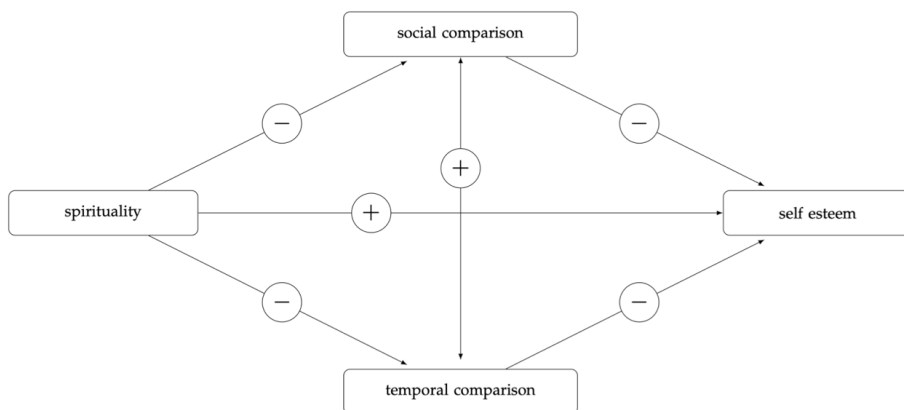 social comparison
−
−
+
spirituality
+
self esteem
−
−
temporal comparison